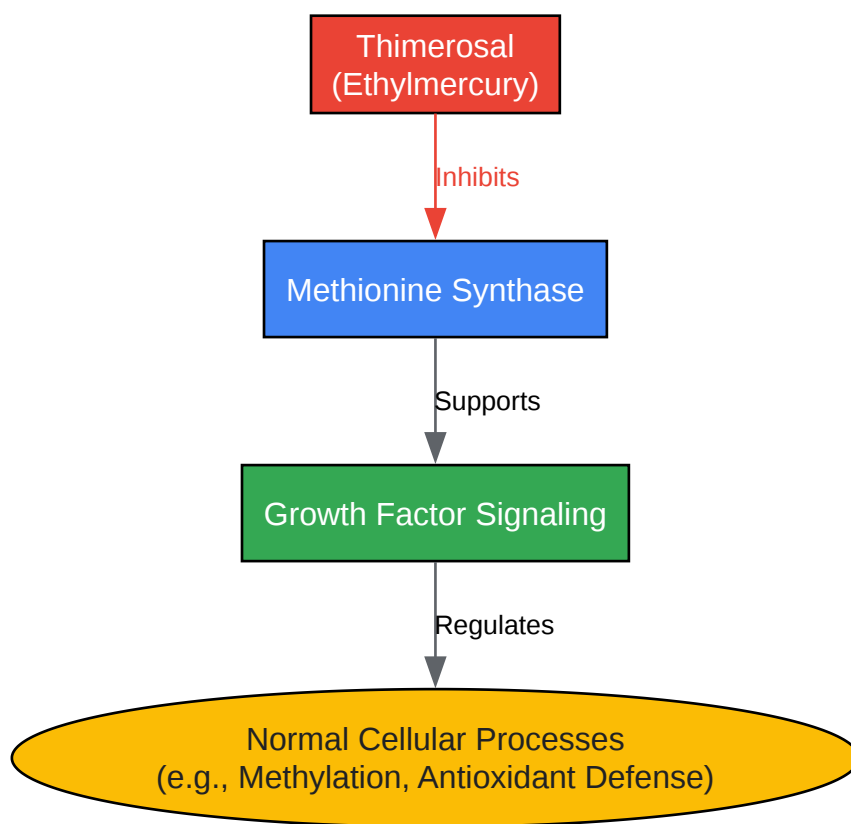 Thimerosal
(Ethylmercury)
Inhibits
Methionine Synthase
Supports
Growth Factor Signaling
Regulates
Normal Cellular Processes
(e.g., Methylation, Antioxidant Defense)